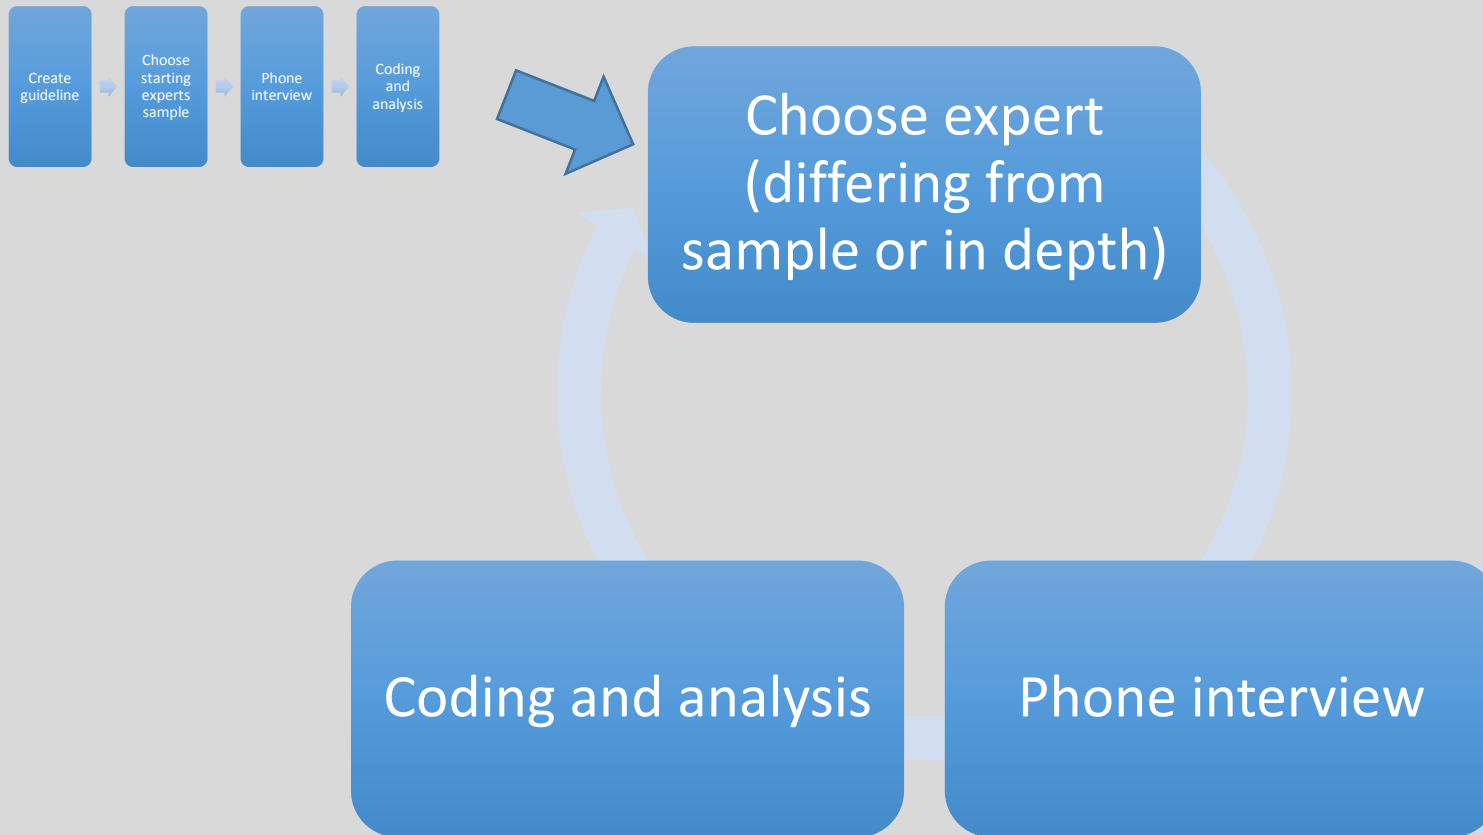 Create
guideline
Choose
starting
experts
sample
Phone
interview
Coding
and
analysis
Choose expert
(differing from
sample or in depth)
Coding and analysis
Phone interview